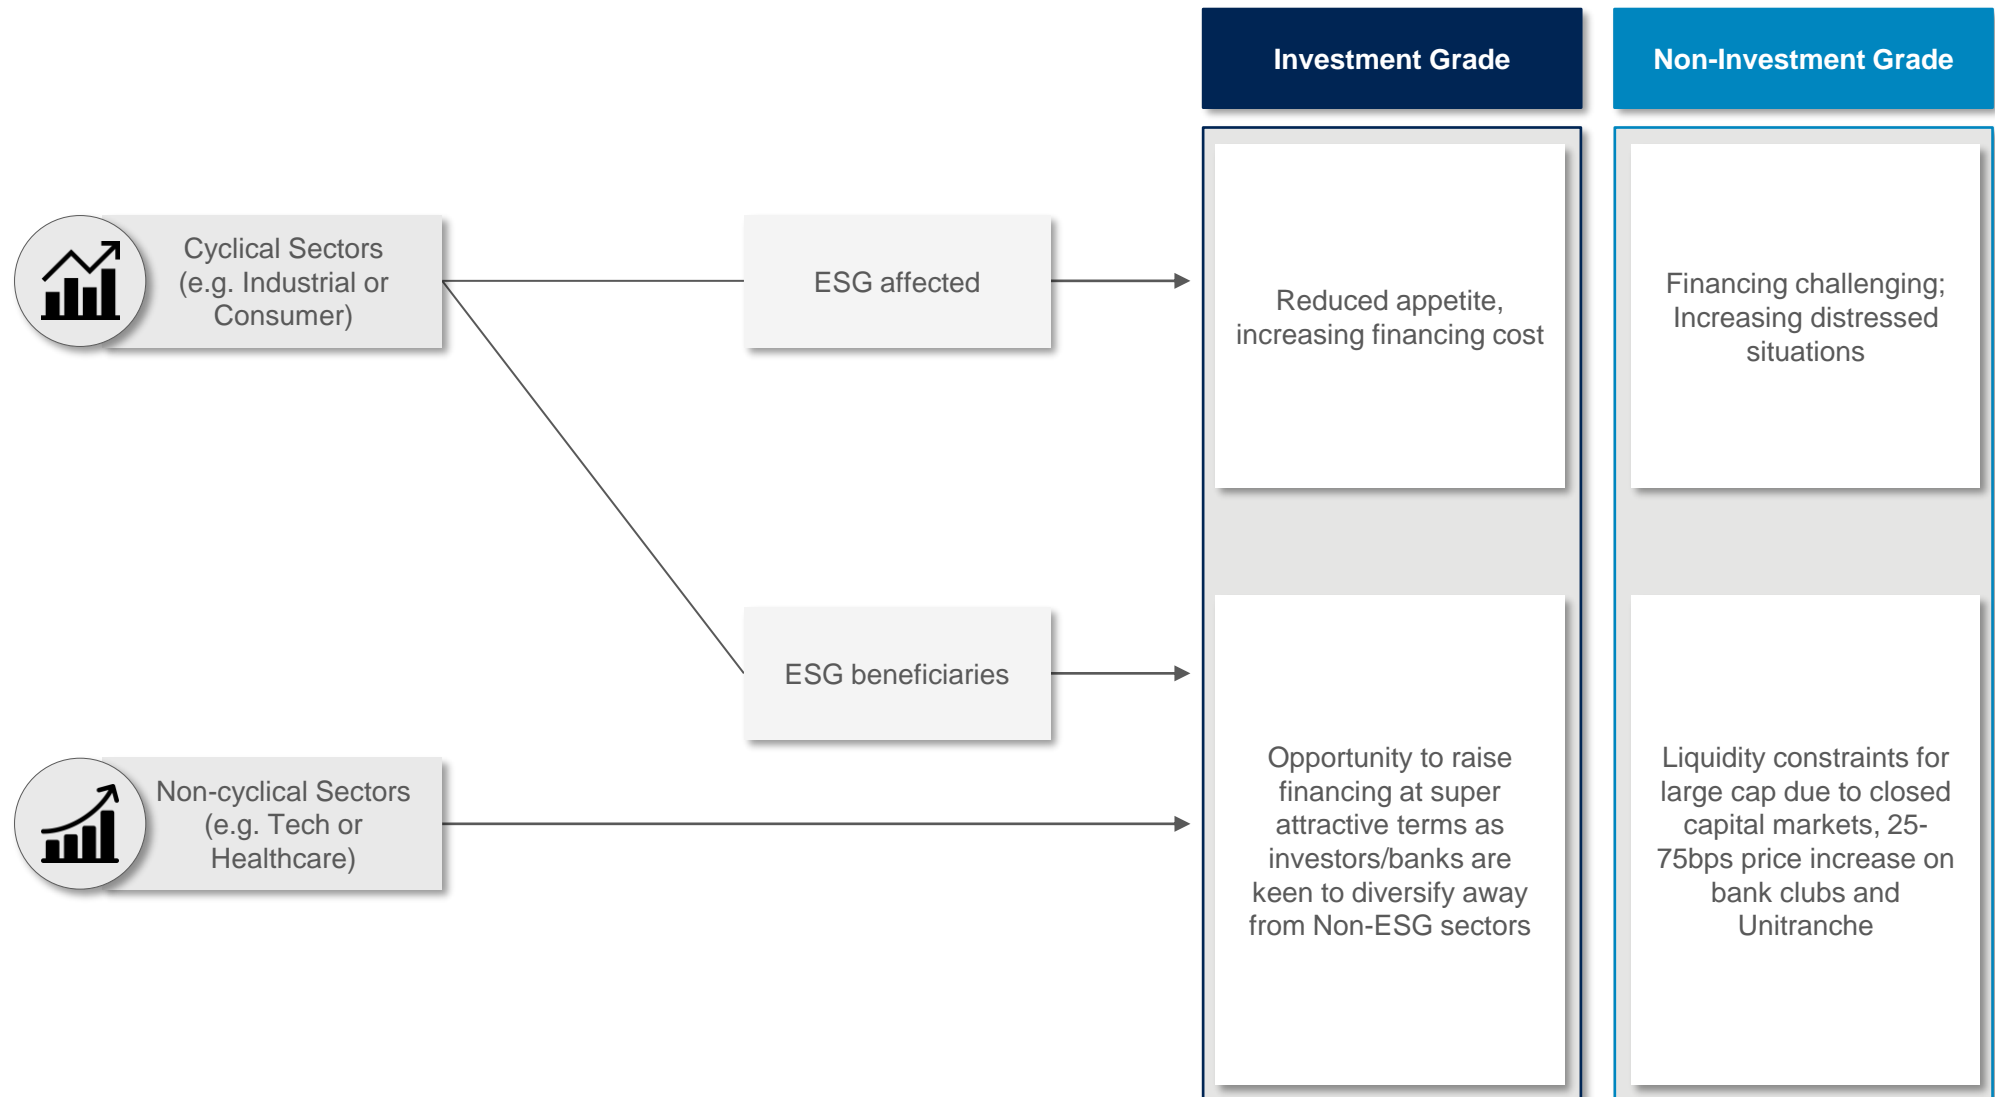 Investment Grade
Non-Investment Grade
Cyclical Sectors
(e.g. Industrial or
Consumer)
ESG affected
Reduced appetite,
increasing financing cost
Financing challenging;
Increasing distressed
situations
ESG beneficiaries
Non-cyclical Sectors
(e.g. Tech or
Healthcare)
Opportunity to raise
financing at super
attractive terms as
investors/banks are
keen to diversify away
from Non-ESG sectors
Liquidity constraints for
large cap due to closed
capital markets, 25-
75bps price increase on
bank clubs and
Unitranche